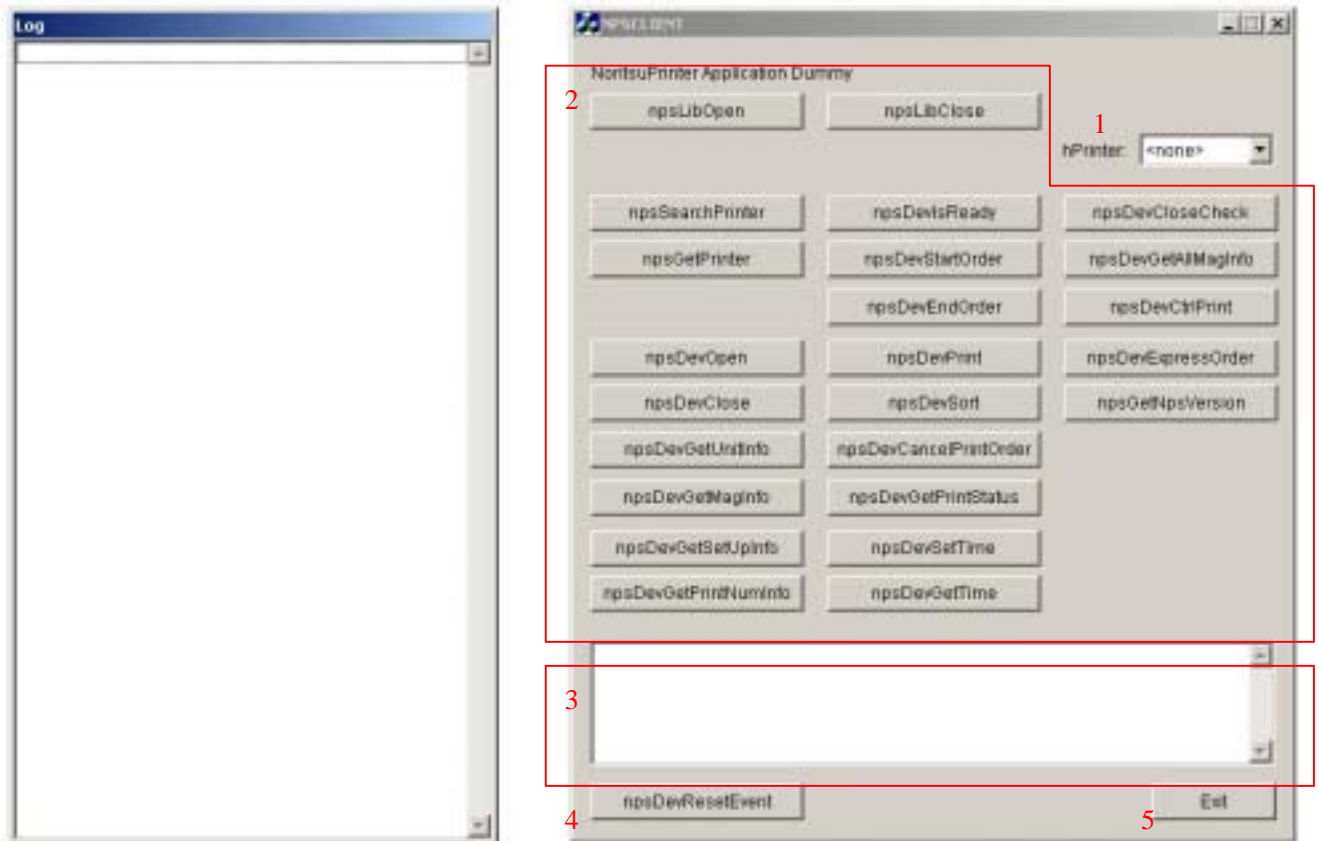 Log
NPSCLIENT
NoritsuPrinter Application Dummy
2
npsLibOpen npsLibClose
1
hPrinter: <none>
npsSearchPrinter npsDevIsReady npsDevCloseCheck
npsGetPrinter npsDevStartOrder npsDevGetAllMagInfo
npsDevEndOrder npsDevCtrlPrint
npsDevOpen npsDevPrint npsDevExpressOrder
npsDevClose npsDevSort npsGetNpsVersion
npsDevGetUnitInfo npsDevCancelPrintOrder
npsDevGetMagInfo npsDevGetPrintStatus
npsDevGetSetUpInfo npsDevSetTime
npsDevGetPrintNumInfo npsDevGetTime
3
npsDevResetEvent Exit
4 5